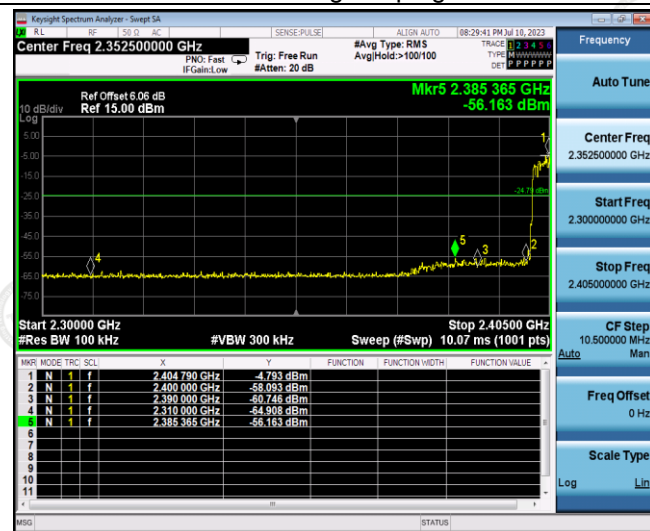 Keysight Spectrum Analyzer - Swept SA
RL RF 50 Ω AC SENSE:PULSE ALIGN AUTO 08:29:41 PM Jul 10, 2023
Center Freq 2.352500000 GHz
PNO: Fast
IFGain:Low
Trig: Free Run
#Atten: 20 dB
#Avg Type: RMS
Avg|Hold:>100/100
TRACE 1 2 3 4 5 6
TYPE M WWWWW
DET P P P P P P
Ref Offset 6.06 dB
Ref 15.00 dBm
10 dB/div
Log
Mkr5 2.385 365 GHz
-56.163 dBm
5.00
-5.00
-15.0
-25.0
-35.0
-45.0
-55.0
-65.0
-75.0
-24.79 dBm
1
5
3
2
4
Start 2.30000 GHz Stop 2.40500 GHz
#Res BW 100 kHz #VBW 300 kHz Sweep (#Swp) 10.07 ms (1001 pts)
MKR MODE TRC SCL X Y FUNCTION FUNCTION WIDTH FUNCTION VALUE
1 N 1 f 2.404 790 GHz -4.793 dBm
2 N 1 f 2.400 000 GHz -58.093 dBm
3 N 1 f 2.390 000 GHz -60.746 dBm
4 N 1 f 2.310 000 GHz -64.908 dBm
5 N 1 f 2.385 365 GHz -56.163 dBm
6
7
8
9
10
11
MSG STATUS
Frequency
Auto Tune
Center Freq
2.352500000 GHz
Start Freq
2.300000000 GHz
Stop Freq
2.405000000 GHz
CF Step
10.500000 MHz
Auto Man
Freq Offset
0 Hz
Scale Type
Log Lin